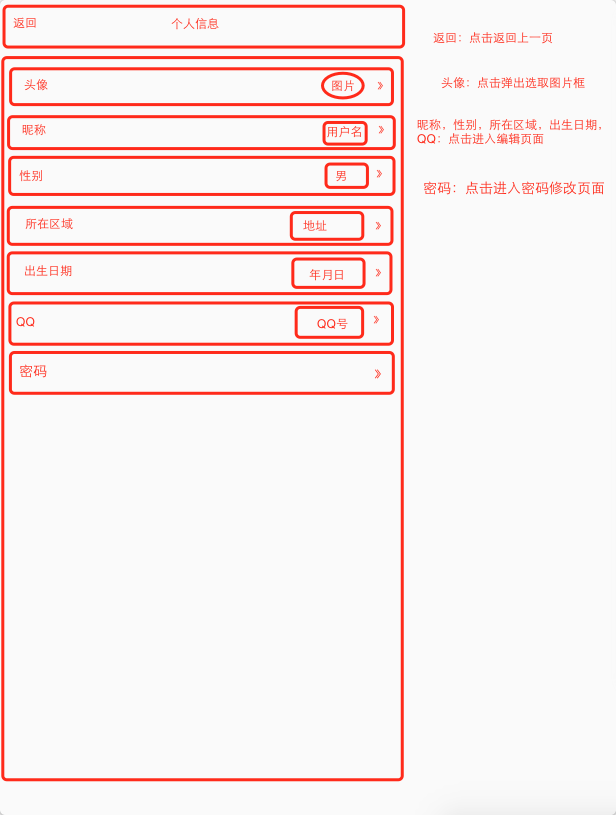 返回
个人信息
返回：点击返回上一页
头像
图片
》
头像：点击弹出选取图片框
昵称
用户名
》
昵称，性别，所在区域，出生日期，
QQ：点击进入编辑页面
性别
男
》
密码：点击进入密码修改页面
所在区域
地址
》
出生日期
年月日
》
QQ
QQ号
》
密码
》